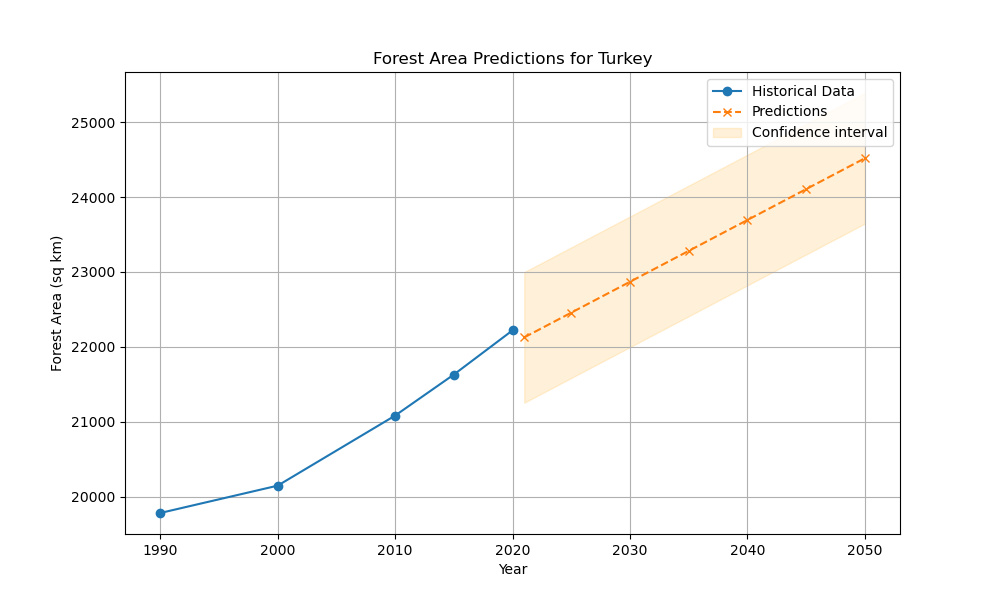 Forest Area Predictions for Turkey
Historical Data
Predictions
Confidence interval
Forest Area (sq km)
25000
24000
23000
22000
21000
20000
1990 2000 2010 2020 2030 2040 2050
Year